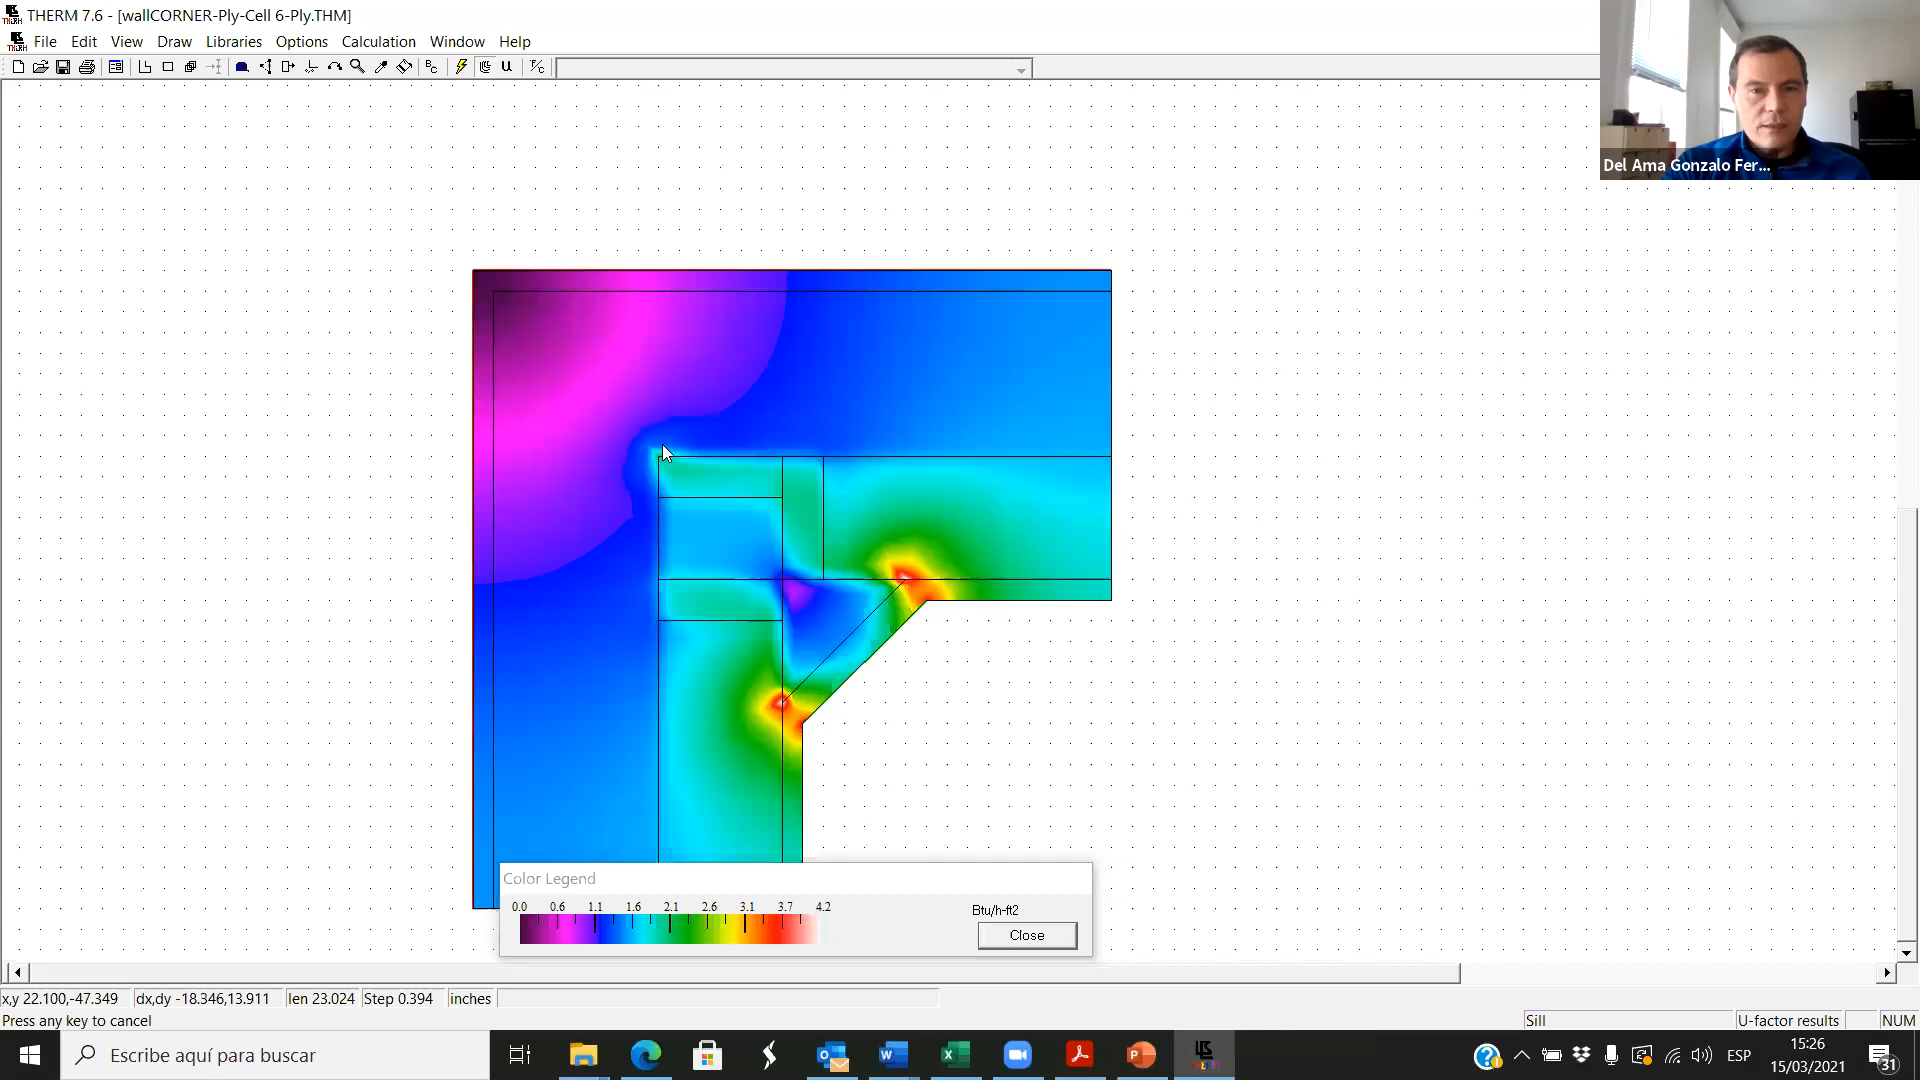 THERM 7.6 - [wallCORNER-Ply-Cell 6-Ply.THM]
File Edit View Draw Libraries Options Calculation Window Help
Del Ama Gonzalo Fer...
Color Legend
0.0 0.6 1.1 1.6 2.1 2.6 3.1 3.7 4.2
Btu/h-ft2
Close
x,y 22.100,-47.349 dx,dy -18.346,13.911 len 23.024 Step 0.394 inches
Press any key to cancel
Sill U-factor results NUM
Escribe aquí para buscar
ESP
15:26
15/03/2021
31